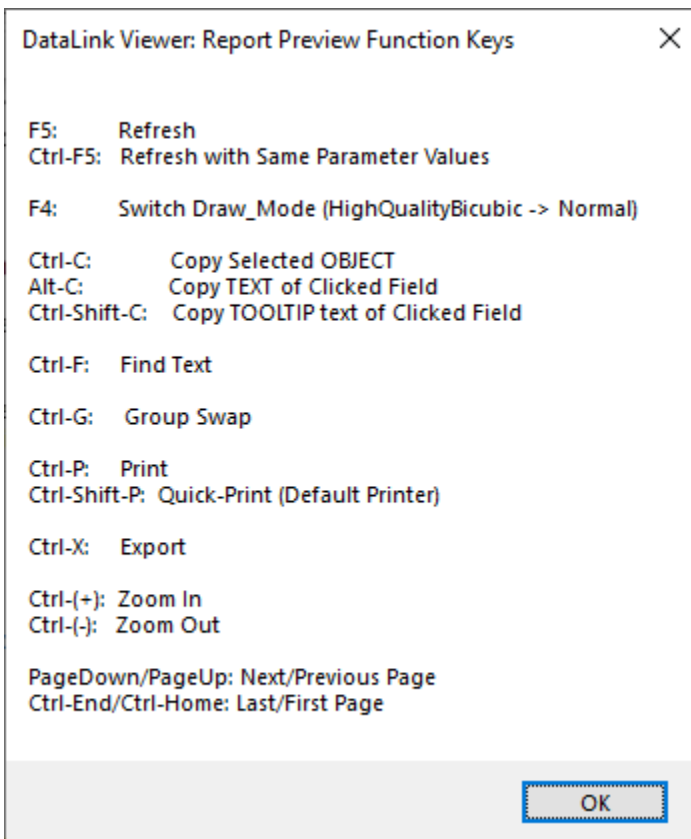 DataLink Viewer: Report Preview Function Keys
F5: Refresh
Ctrl-F5: Refresh with Same Parameter Values
F4: Switch Draw_Mode (HighQualityBicubic -> Normal)
Ctrl-C: Copy Selected OBJECT
Alt-C: Copy TEXT of Clicked Field
Ctrl-Shift-C: Copy TOOLTIP text of Clicked Field
Ctrl-F: Find Text
Ctrl-G: Group Swap
Ctrl-P: Print
Ctrl-Shift-P: Quick-Print (Default Printer)
Ctrl-X: Export
Ctrl-(+): Zoom In
Ctrl-(-): Zoom Out
PageDown/PageUp: Next/Previous Page
Ctrl-End/Ctrl-Home: Last/First Page
OK